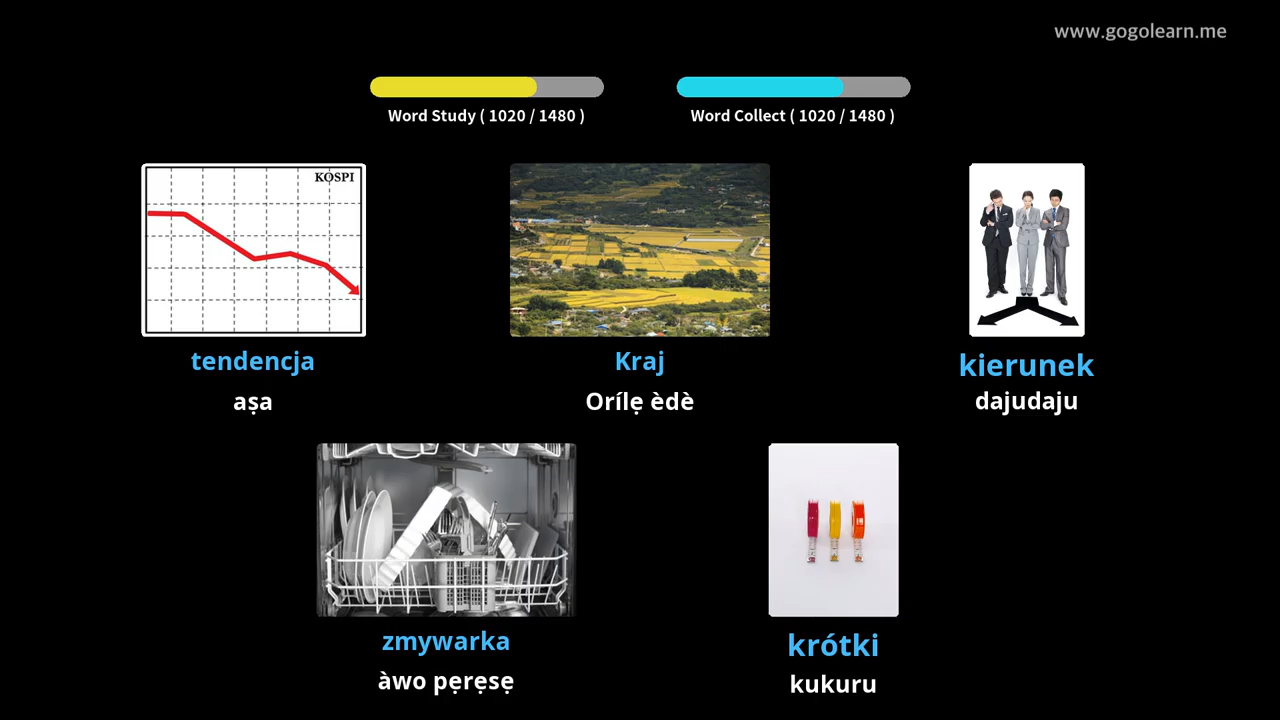 www.gogolearn.me
Word Study ( 1020 / 1480 )
Word Collect ( 1020 / 1480 )
KOSPI
tendencja
aṣa
Kraj
Orílẹ èdè
kierunek
dajudaju
zmywarka
àwo pẹrẹsẹ
krótki
kukuru